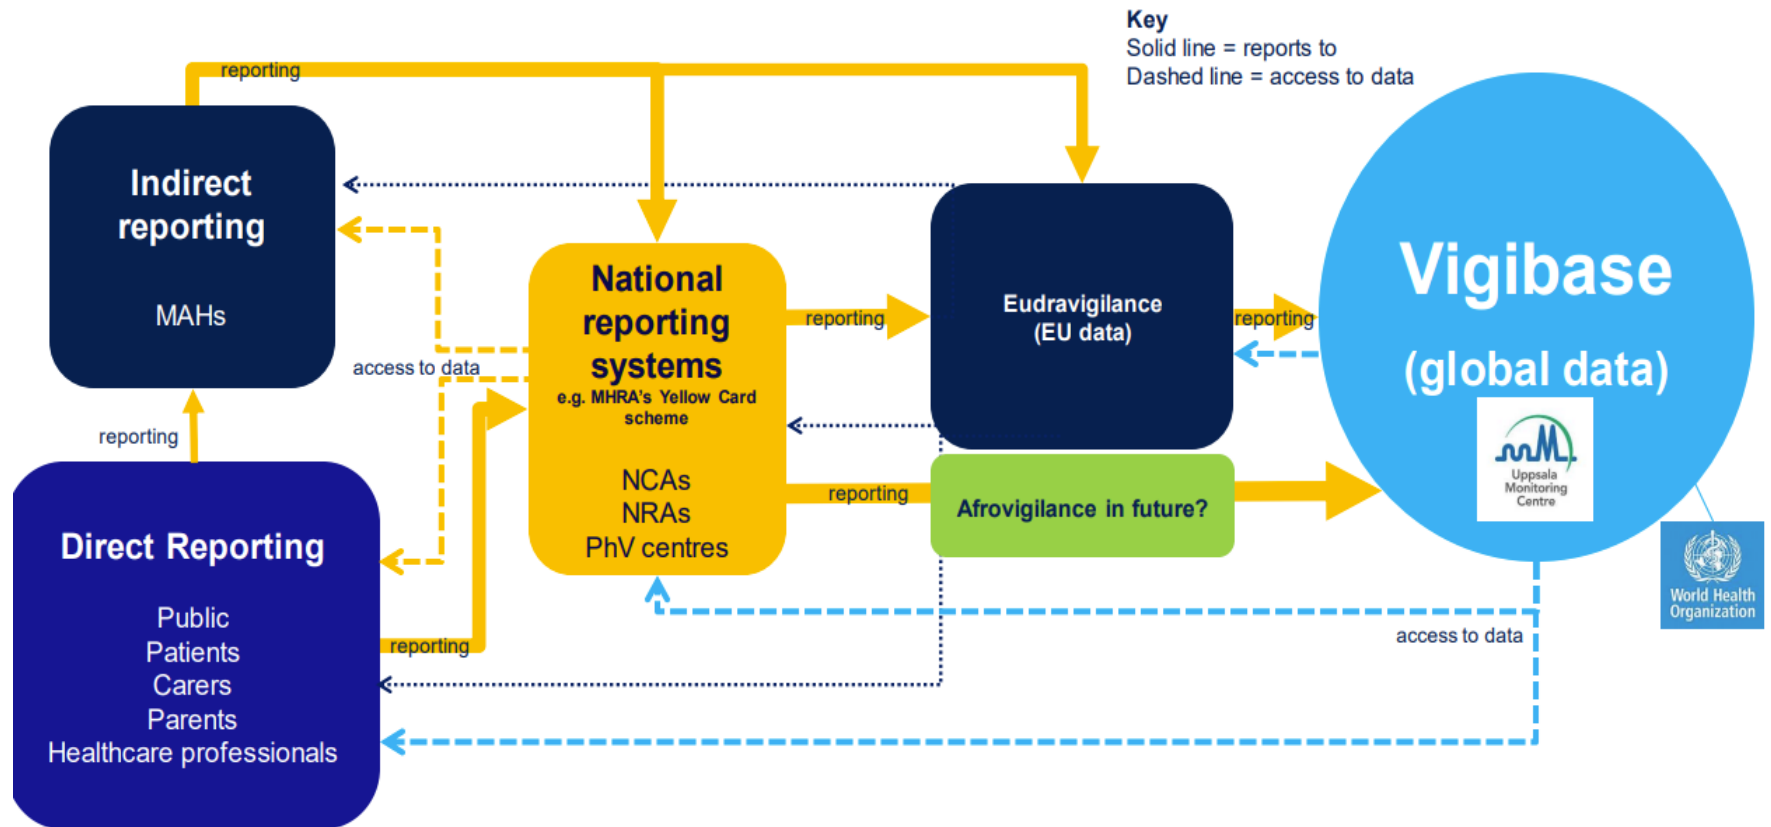 Key
Solid line = reports to
Dashed line = access to data
reporting
Indirect
reporting
MAHs
National
reporting
systems
e.g. MHRA's Yellow Card
scheme
NCAs
NRAs
PhV centres
reporting
Eudravigilance
(EU data)
reporting
Vigibase
(global data)
Uppsala
Monitoring
Centre
access to data
reporting
reporting
Afrovigilance in future?
Direct Reporting
Public
Patients
Carers
Parents
Healthcare professionals
reporting
access to data
World Health
Organization